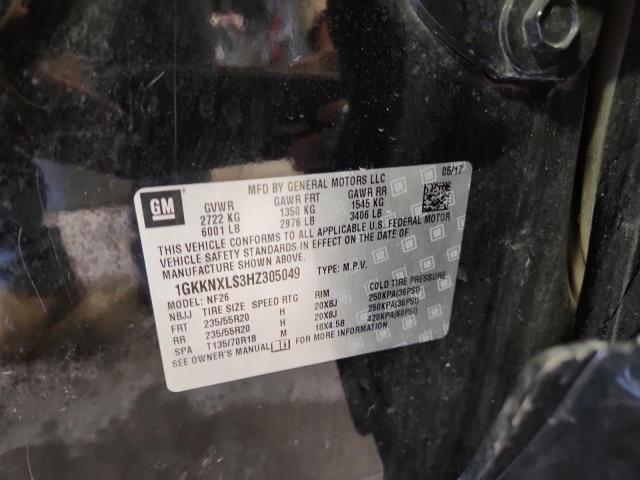 GM
MFD BY GENERAL MOTORS LLC 05/17
GVWR GAWR FRT GAWR RR
2722 KG 1350 KG 1545 KG
6001 LB 2976 LB 3406 LB
THIS VEHICLE CONFORMS TO ALL APPLICABLE U.S. FEDERAL MOTOR
VEHICLE SAFETY STANDARDS IN EFFECT ON THE DATE OF
MANUFACTURE SHOWN ABOVE.
1GKKNXLS3HZ305049 TYPE: M.P.V.
MODEL: NF26
NBJJ TIRE SIZE SPEED RTG RIM COLD TIRE PRESSURE
FRT 235/55R20 H 20X8J 250KPA(36PSI)
RR 235/55R20 H 20X8J 250KPA(36PSI)
SPA T135/70R18 M 18X4.5B 420KPA(60PSI)
SEE OWNER'S MANUAL FOR MORE INFORMATION.